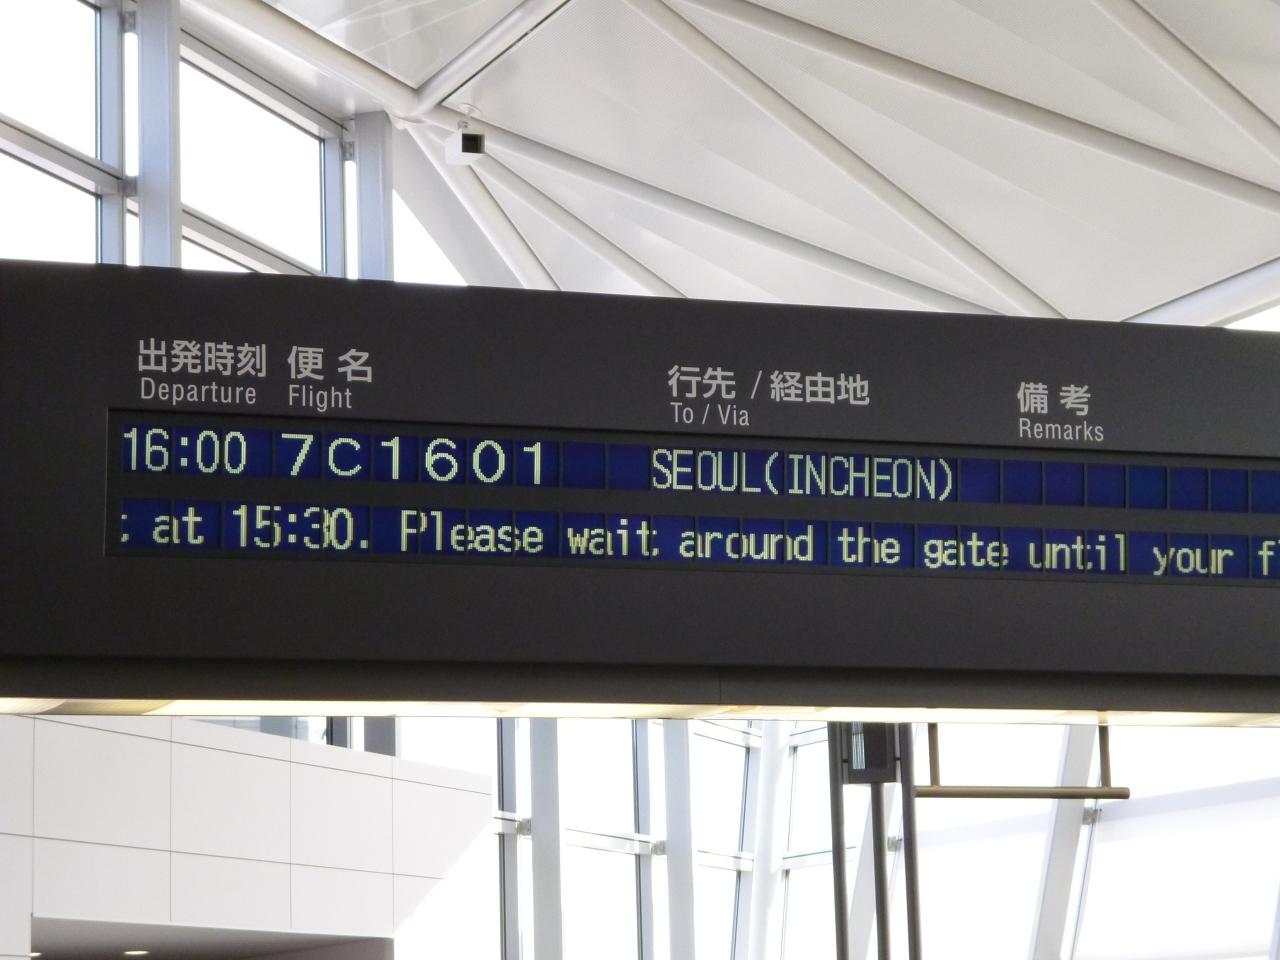 出発時刻 便名 行先 / 経由地 備考
Departure Flight To / Via Remarks
16:00 7C1601 SEOUL(INCHEON)
at 15:30. Please wait around the gate until your